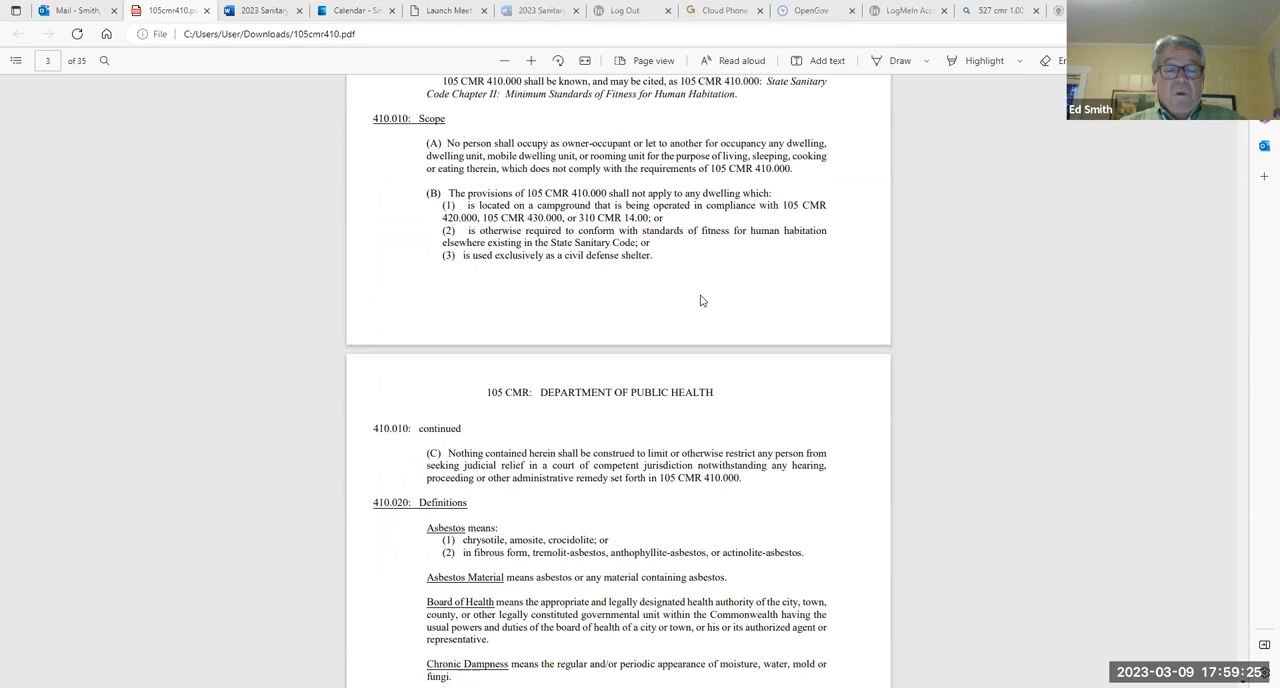 Mail - Smith,
105cmr410.p
2023 Sanitary
Calendar - Sm
Launch Meet
2023 Sanitary
Log Out
Cloud Phone
OpenGov
LogMeIn Acc
527 cmr 1.00
File
C:/Users/User/Downloads/105cmr410.pdf
3
of 35
Page view
Read aloud
Add text
Draw
Highlight
Ed Smith
105 CMR 410.000 shall be known, and may be cited, as 105 CMR 410.000: State Sanitary
Code Chapter II: Minimum Standards of Fitness for Human Habitation.
410.010: Scope
(A) No person shall occupy as owner-occupant or let to another for occupancy any dwelling,
dwelling unit, mobile dwelling unit, or rooming unit for the purpose of living, sleeping, cooking
or eating therein, which does not comply with the requirements of 105 CMR 410.000.
(B) The provisions of 105 CMR 410.000 shall not apply to any dwelling which:
(1) is located on a campground that is being operated in compliance with 105 CMR
420.000, 105 CMR 430.000, or 310 CMR 14.00; or
(2) is otherwise required to conform with standards of fitness for human habitation
elsewhere existing in the State Sanitary Code; or
(3) is used exclusively as a civil defense shelter.
105 CMR: DEPARTMENT OF PUBLIC HEALTH
410.010: continued
(C) Nothing contained herein shall be construed to limit or otherwise restrict any person from
seeking judicial relief in a court of competent jurisdiction notwithstanding any hearing,
proceeding or other administrative remedy set forth in 105 CMR 410.000.
410.020: Definitions
Asbestos means:
(1) chrysotile, amosite, crocidolite; or
(2) in fibrous form, tremolit-asbestos, anthophyllite-asbestos, or actinolite-asbestos.
Asbestos Material means asbestos or any material containing asbestos.
Board of Health means the appropriate and legally designated health authority of the city, town,
county, or other legally constituted governmental unit within the Commonwealth having the
usual powers and duties of the board of health of a city or town, or his or its authorized agent or
representative.
Chronic Dampness means the regular and/or periodic appearance of moisture, water, mold or
fungi.
2023-03-09 17:59:25